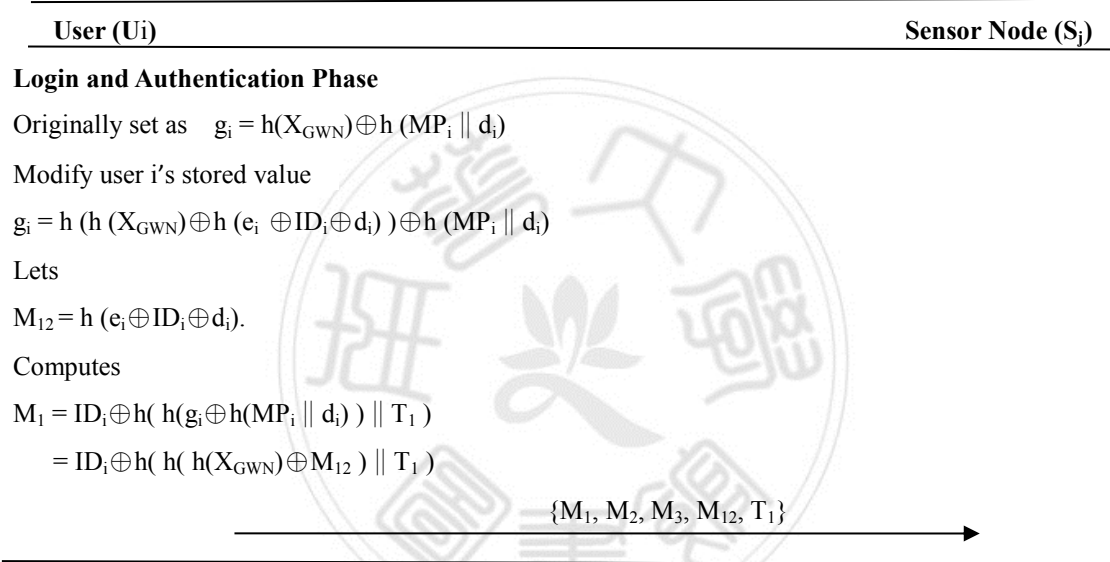 User (Ui) Sensor Node (Sj)
Login and Authentication Phase
Originally set as gi = h(XGWN)⊕h (MPi || di)
Modify user i's stored value
gi = h (h (XGWN)⊕h (ei ⊕IDi⊕di) )⊕h (MPi || di)
Lets
M12 = h (ei⊕IDi⊕di).
Computes
M1 = IDi⊕h( h(gi⊕h(MPi || di) ) || T1 )
= IDi⊕h( h( h(XGWN)⊕M12 ) || T1 )
{M1, M2, M3, M12, T1}